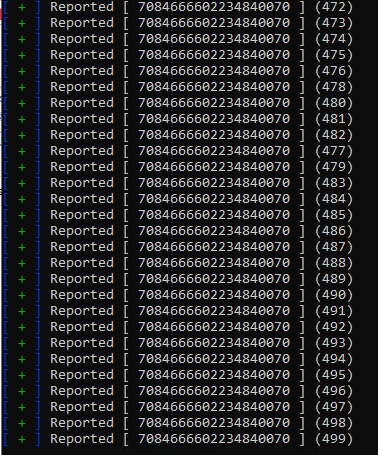 [ + ] Reported [ 7084666602234840070 ] (472)
[ + ] Reported [ 7084666602234840070 ] (473)
[ + ] Reported [ 7084666602234840070 ] (474)
[ + ] Reported [ 7084666602234840070 ] (475)
[ + ] Reported [ 7084666602234840070 ] (476)
[ + ] Reported [ 7084666602234840070 ] (478)
[ + ] Reported [ 7084666602234840070 ] (480)
[ + ] Reported [ 7084666602234840070 ] (481)
[ + ] Reported [ 7084666602234840070 ] (482)
[ + ] Reported [ 7084666602234840070 ] (477)
[ + ] Reported [ 7084666602234840070 ] (479)
[ + ] Reported [ 7084666602234840070 ] (483)
[ + ] Reported [ 7084666602234840070 ] (484)
[ + ] Reported [ 7084666602234840070 ] (485)
[ + ] Reported [ 7084666602234840070 ] (486)
[ + ] Reported [ 7084666602234840070 ] (487)
[ + ] Reported [ 7084666602234840070 ] (488)
[ + ] Reported [ 7084666602234840070 ] (489)
[ + ] Reported [ 7084666602234840070 ] (490)
[ + ] Reported [ 7084666602234840070 ] (491)
[ + ] Reported [ 7084666602234840070 ] (492)
[ + ] Reported [ 7084666602234840070 ] (493)
[ + ] Reported [ 7084666602234840070 ] (494)
[ + ] Reported [ 7084666602234840070 ] (495)
[ + ] Reported [ 7084666602234840070 ] (496)
[ + ] Reported [ 7084666602234840070 ] (497)
[ + ] Reported [ 7084666602234840070 ] (498)
[ + ] Reported [ 7084666602234840070 ] (499)